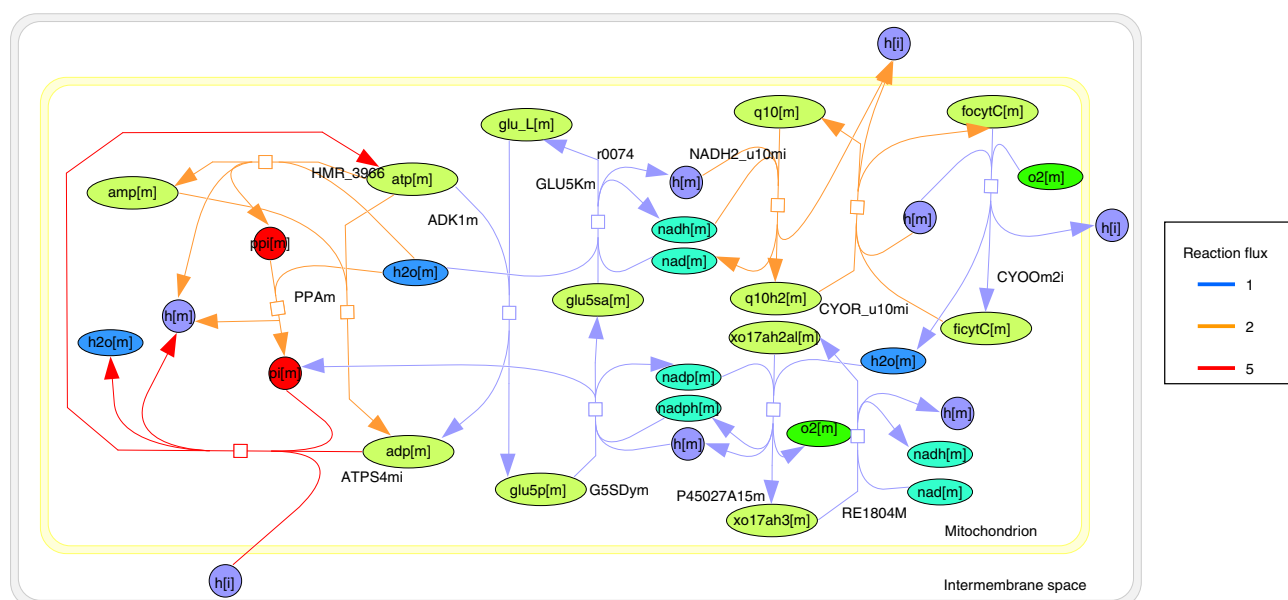 h[i]
glu_L[m]
q10[m]
focytC[m]
r0074
NADH2_u10mi
HMR_3966
atp[m]
amp[m]
GLU5Km
h[m]
o2[m]
ADK1m
h[m]
h[i]
nadh[m]
ppi[m]
nad[m]
h2o[m]
CYOOm2i
PPAm
glu5sa[m]
q10h2[m]
CYOR_u10mi
h[m]
ficytC[m]
h2o[m]
xo17ah2al[m]
h2o[m]
pi[m]
nadp[m]
nadph[m]
h[m]
o2[m]
h[m]
adp[m]
nadh[m]
ATPS4mi
glu5p[m]
G5SDym
P45027A15m
nad[m]
RE1804M
xo17ah3[m]
Mitochondrion
h[i]
Intermembrane space
Reaction flux
1
2
5